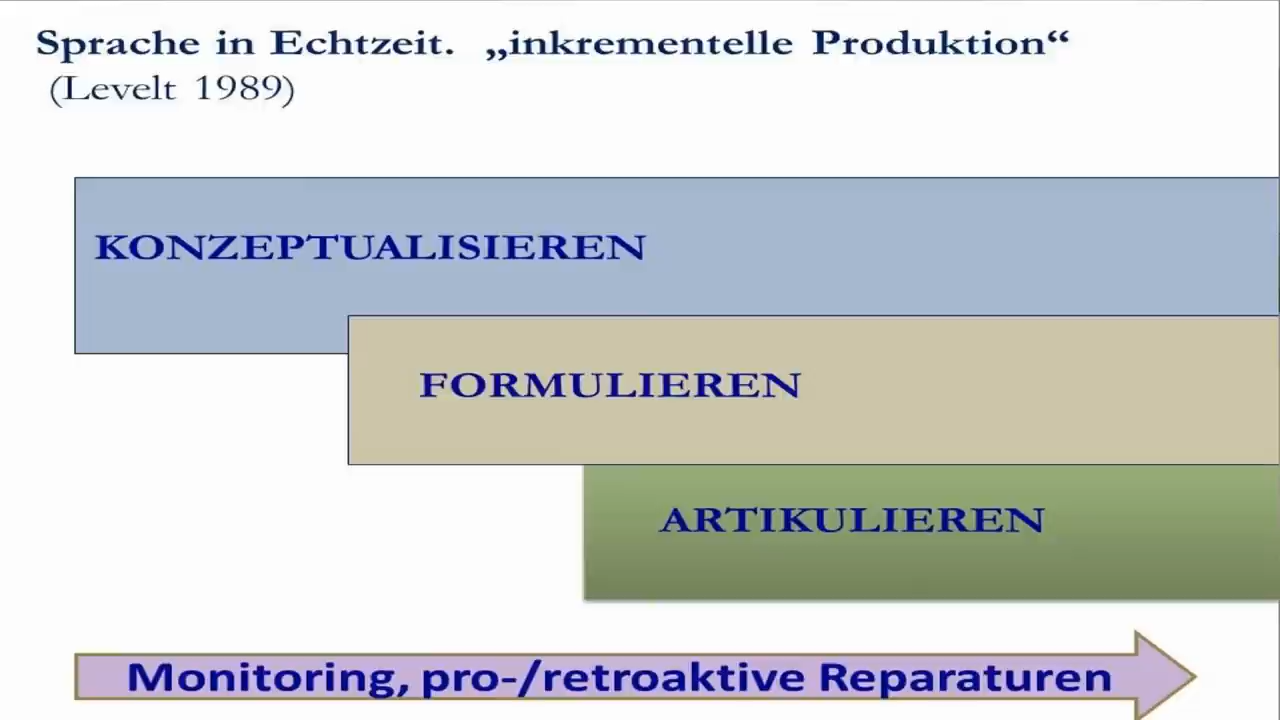 Sprache in Echtzeit. „inkrementelle Produktion“
(Levelt 1989)
KONZEPTUALISIEREN
FORMULIEREN
ARTIKULIEREN
Monitoring, pro-/retroaktive Reparaturen